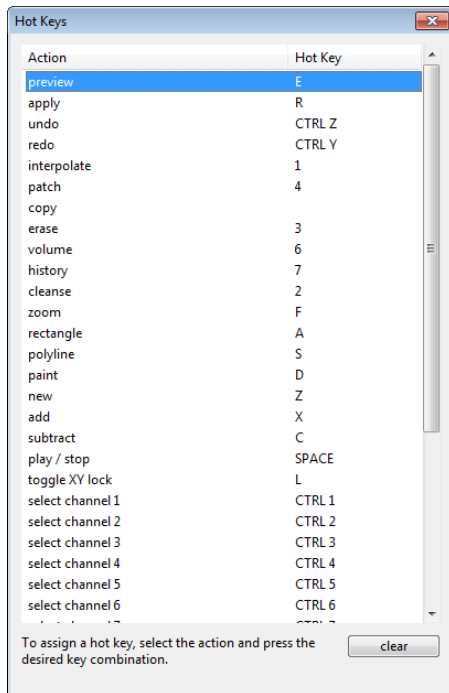 Hot Keys
Action Hot Key
preview E
apply R
undo CTRL Z
redo CTRL Y
interpolate 1
patch 4
copy
erase 3
volume 6
history 7
cleanse 2
zoom F
rectangle A
polyline S
paint D
new Z
add X
subtract C
play / stop SPACE
toggle XY lock L
select channel 1 CTRL 1
select channel 2 CTRL 2
select channel 3 CTRL 3
select channel 4 CTRL 4
select channel 5 CTRL 5
select channel 6 CTRL 6
To assign a hot key, select the action and press the
desired key combination.
clear